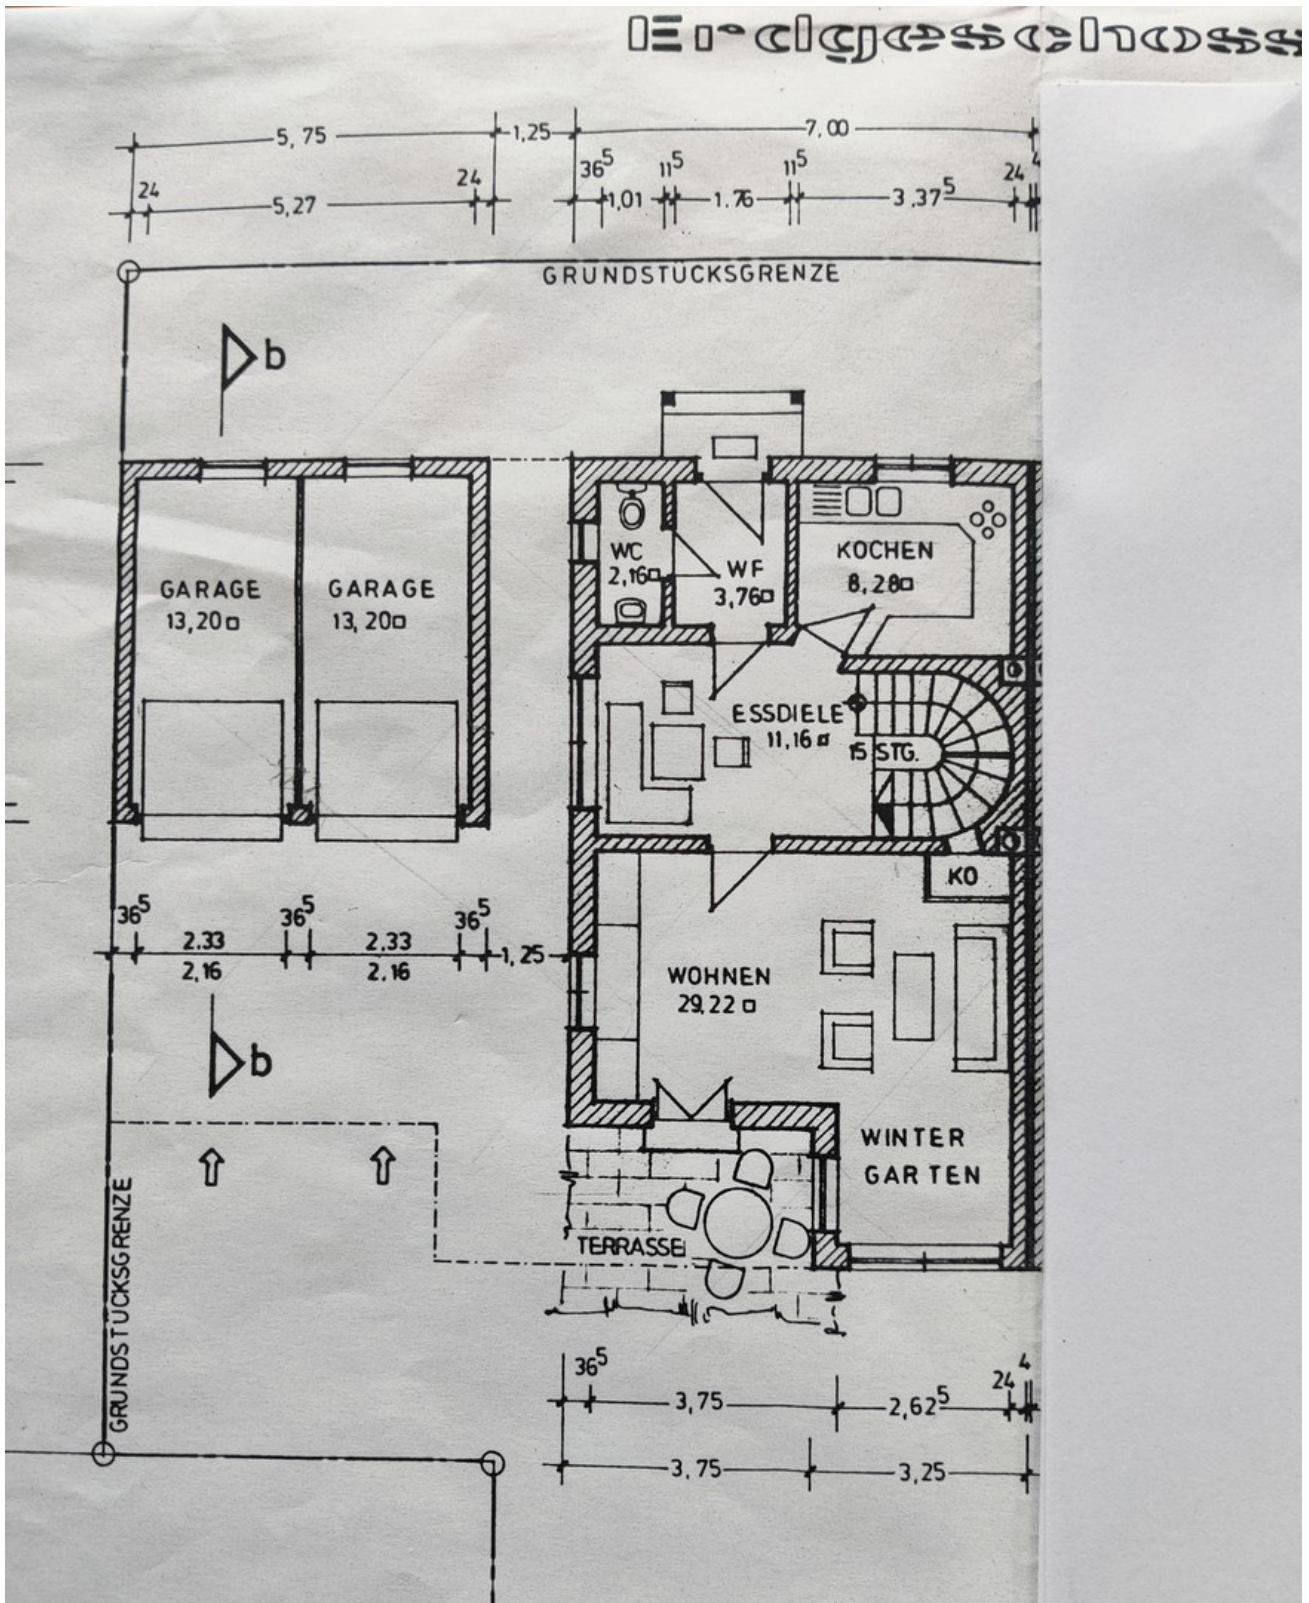 Erdgeschoss
5,75
1,25
7,00
24
5,27
24
36⁵
1,01
11⁵
1.76
11⁵
3,37⁵
24
4
GRUNDSTÜCKSGRENZE
b
WC
2,16□
WF
3,76□
KOCHEN
8,28□
GARAGE
13,20□
GARAGE
13,20□
ESSDIELE
11,16□
15 STG.
KO
36⁵
2.33
2,16
36⁵
2.33
2,16
36⁵
1,25
WOHNEN
29,22□
b
WINTER
GARTEN
TERRASSE
GRUNDSTÜCKSGRENZE
36⁵
3,75
2,62⁵
24
4
3,75
3,25